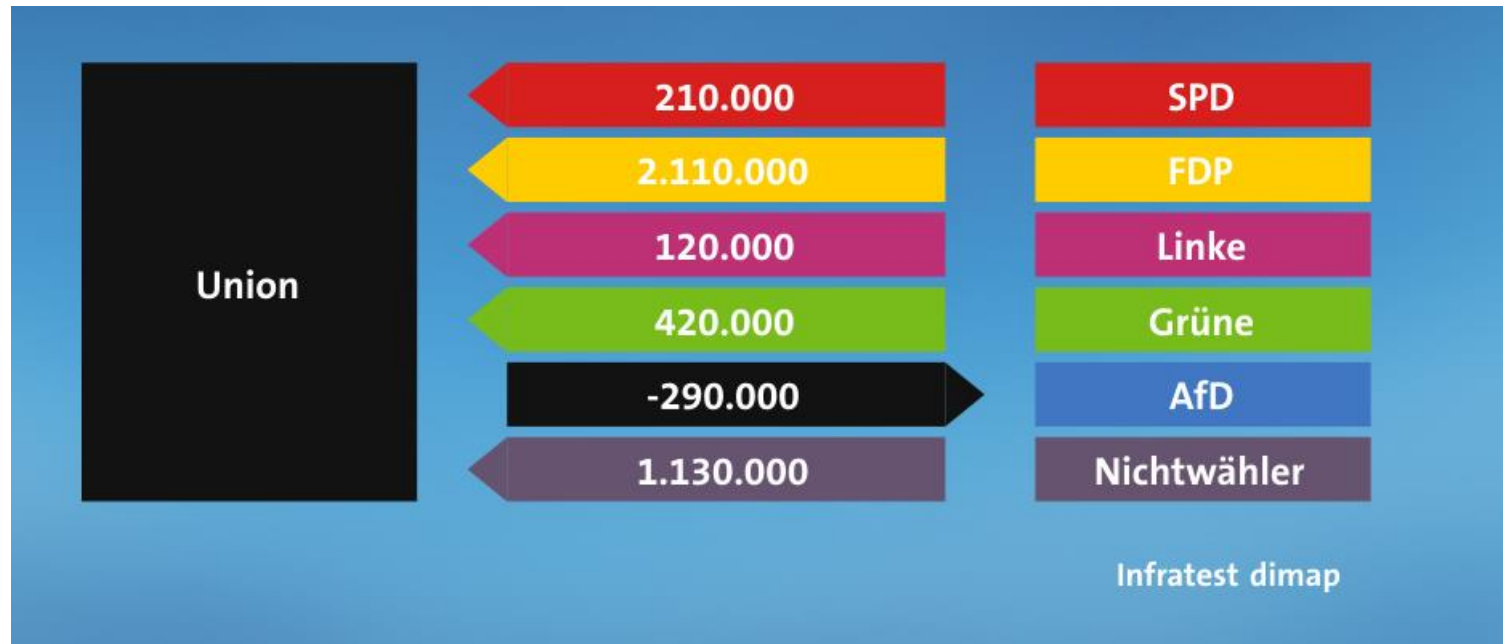 210.000 SPD
2.110.000 FDP
120.000 Linke
Union
420.000 Grüne
-290.000 AfD
1.130.000 Nichtwähler
Infratest dimap